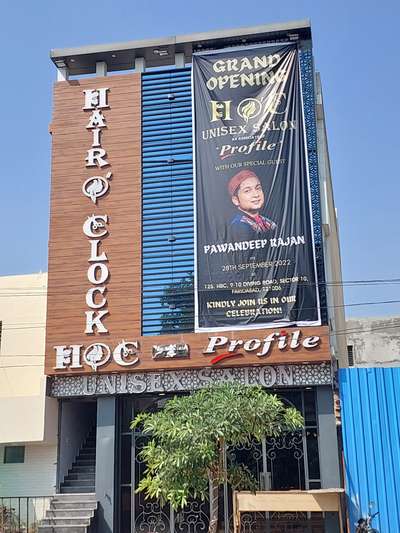 HAIR O' CLOCK
HOC Profile
UNISEX SALON
GRAND
OPENING
HOC
UNISEX SALON
Profile
WITH OUR SPECIAL GUEST
PAWANDEEP RAJAN
ON
28TH SEPTEMBER 2022
KINDLY JOIN US IN OUR
CELEBRATION!